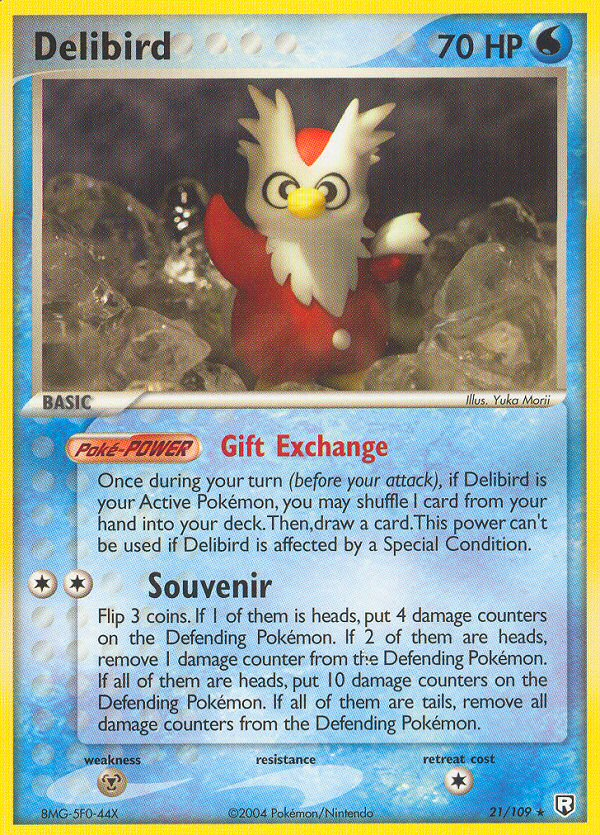 Delibird 70 HP
BASIC Illus. Yuka Morii
Poké-POWER Gift Exchange
Once during your turn (before your attack), if Delibird is
your Active Pokémon, you may shuffle 1 card from your
hand into your deck. Then, draw a card. This power can't
be used if Delibird is affected by a Special Condition.
Souvenir
Flip 3 coins. If 1 of them is heads, put 4 damage counters
on the Defending Pokémon. If 2 of them are heads,
remove 1 damage counter from the Defending Pokémon.
If all of them are heads, put 10 damage counters on the
Defending Pokémon. If all of them are tails, remove all
damage counters from the Defending Pokémon.
weakness resistance retreat cost
8MG-5F0-44X ©2004 Pokémon/Nintendo 21/109 ★ R